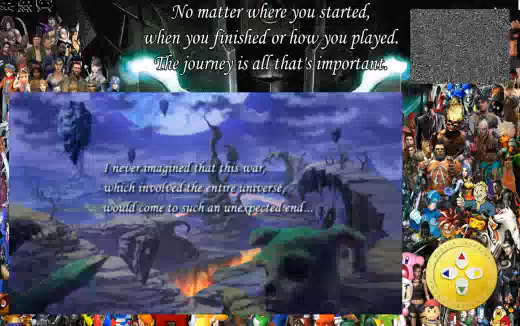 No matter where you started,
when you finished or how you played.
The journey is all that's important.
I never imagined that this war,
which involved the entire universe,
would come to such an unexpected end...